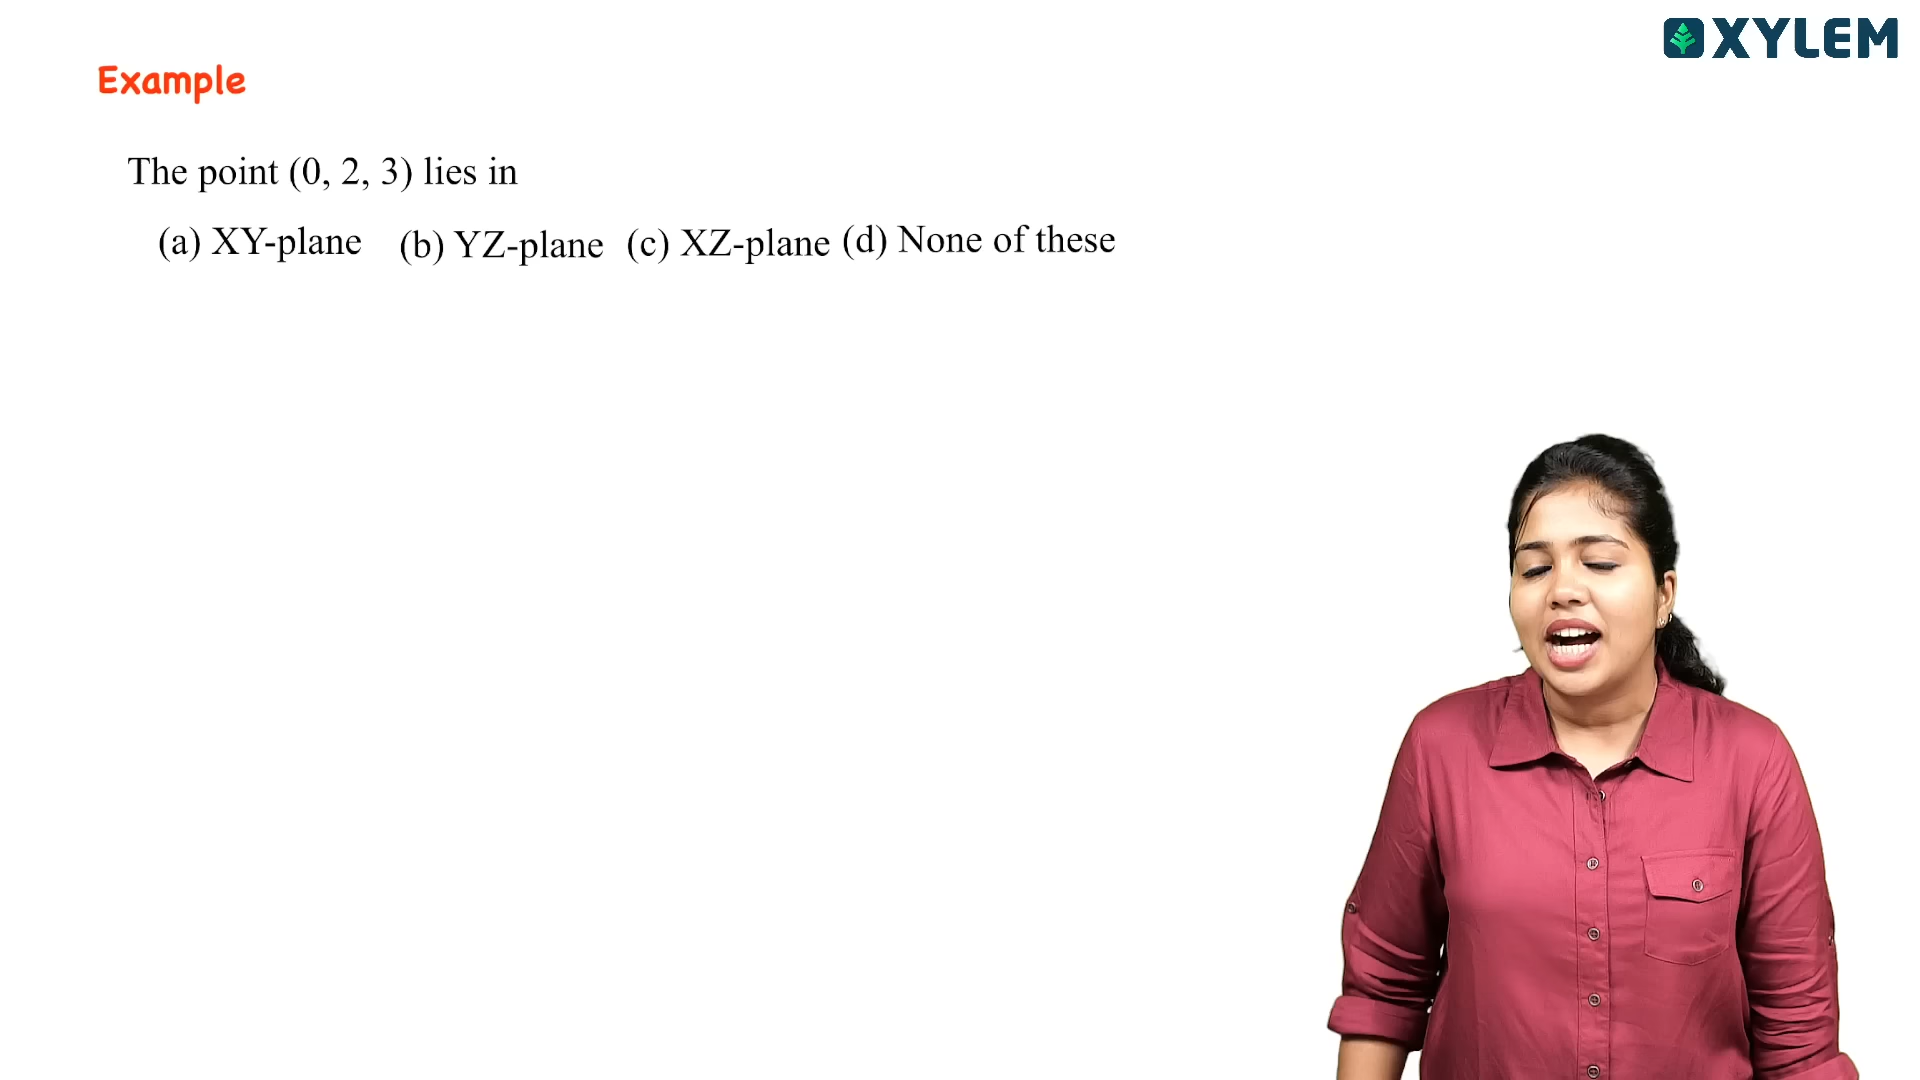 XYLEM
Example
The point (0, 2, 3) lies in
(a) XY-plane (b) YZ-plane (c) XZ-plane (d) None of these